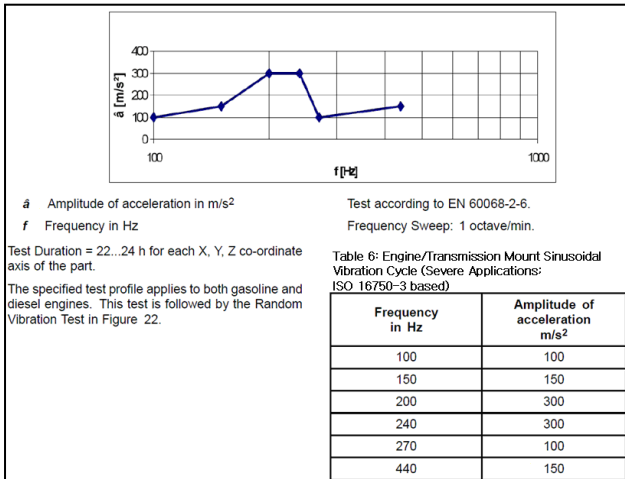 400
300
200
100
0
â [m/s²]
100
1000
f [Hz]
â Amplitude of acceleration in m/s²
f Frequency in Hz
Test Duration = 22...24 h for each X, Y, Z co-ordinate
axis of the part.
The specified test profile applies to both gasoline and
diesel engines. This test is followed by the Random
Vibration Test in Figure 22.
Test according to EN 60068-2-6.
Frequency Sweep: 1 octave/min.
Table 6: Engine/Transmission Mount Sinusoidal
Vibration Cycle (Severe Applications:
ISO 16750-3 based)
Frequency in Hz Amplitude of acceleration m/s²
100 100
150 150
200 300
240 300
270 100
440 150